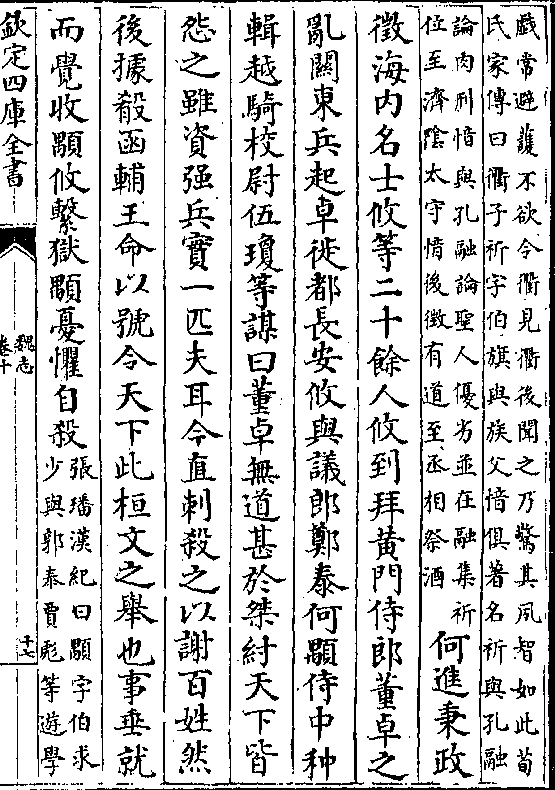 戲常避護不欲令衢見衢後聞之乃驚其夙智如此荀
氏家傳曰衢子祈字伯旗與族父愔俱著名祈與孔融
論肉刑愔與孔融論聖人優劣並在融集祈
位至濟隂太守愔後徴有道至丞相祭酒
何進秉政
徴海内名士攸等二十餘人攸到拜黄門侍郎董卓之
亂關東兵起卓徙都長安攸與議郎鄭泰何顒侍中种
輯越騎校尉伍瓊等謀曰董卓無道甚於桀紂天下皆
怨之雖資强兵實一匹夫耳今直刺殺之以謝百姓然
後據殽函輔王命以號令天下此桓文之舉也事垂就
而覺收顒攸繫獄顒憂懼自殺
張璠漢紀曰顒字伯求
少與郭泰賈彪等遊學
欽定四庫全書
魏志
卷十
十七